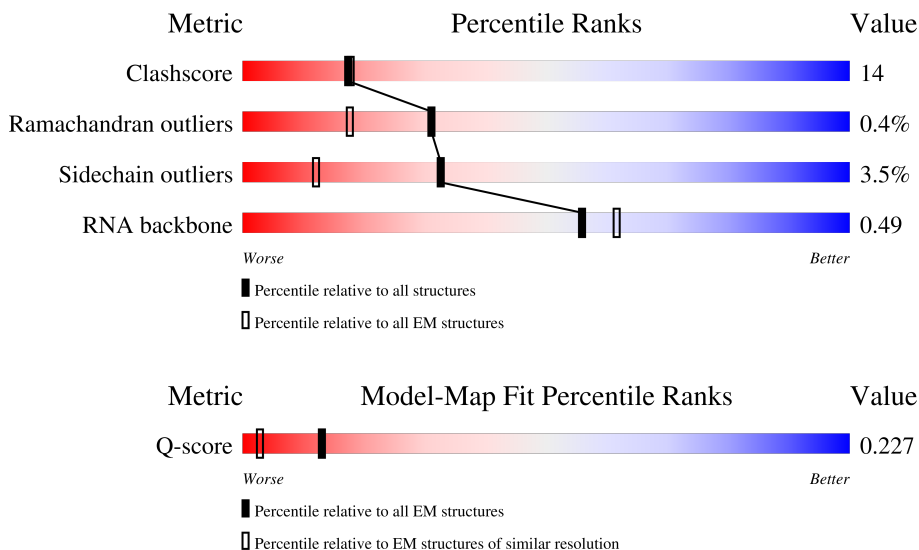 Metric Percentile Ranks Value
Clashscore 14
Ramachandran outliers 0.4%
Sidechain outliers 3.5%
RNA backbone 0.49
Worse Better
Percentile relative to all structures
Percentile relative to all EM structures
Metric Model-Map Fit Percentile Ranks Value
Q-score 0.227
Worse Better
Percentile relative to all EM structures
Percentile relative to EM structures of similar resolution